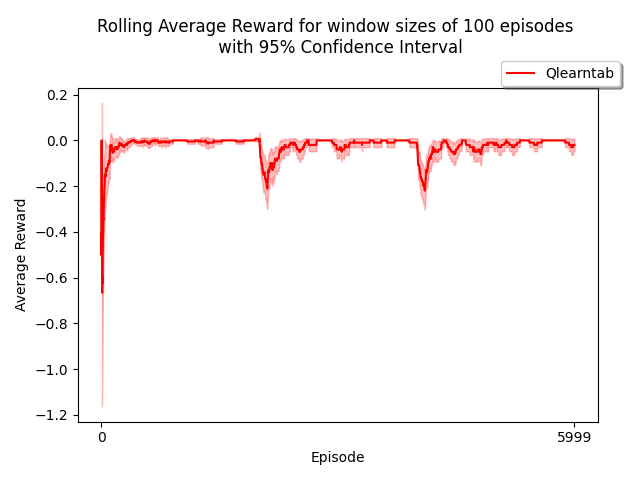 Rolling Average Reward for window sizes of 100 episodes
with 95% Confidence Interval
Qlearntab
0.2
0.0
−0.2
−0.4
−0.6
−0.8
−1.0
−1.2
Average Reward
0 5999
Episode